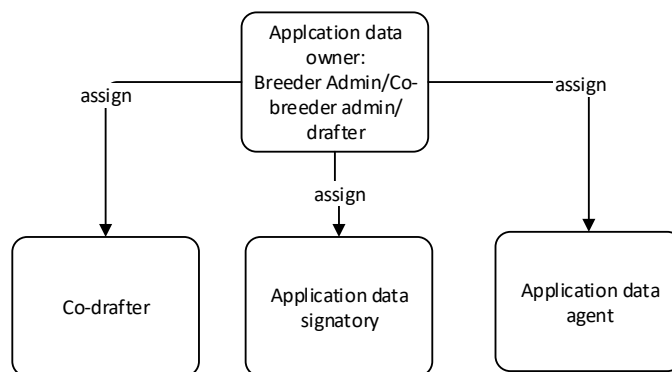 Applcation data
owner:
Breeder Admin/Co-
breeder admin/
drafter
assign
assign
assign
Co-drafter
Application data
signatory
Application data
agent